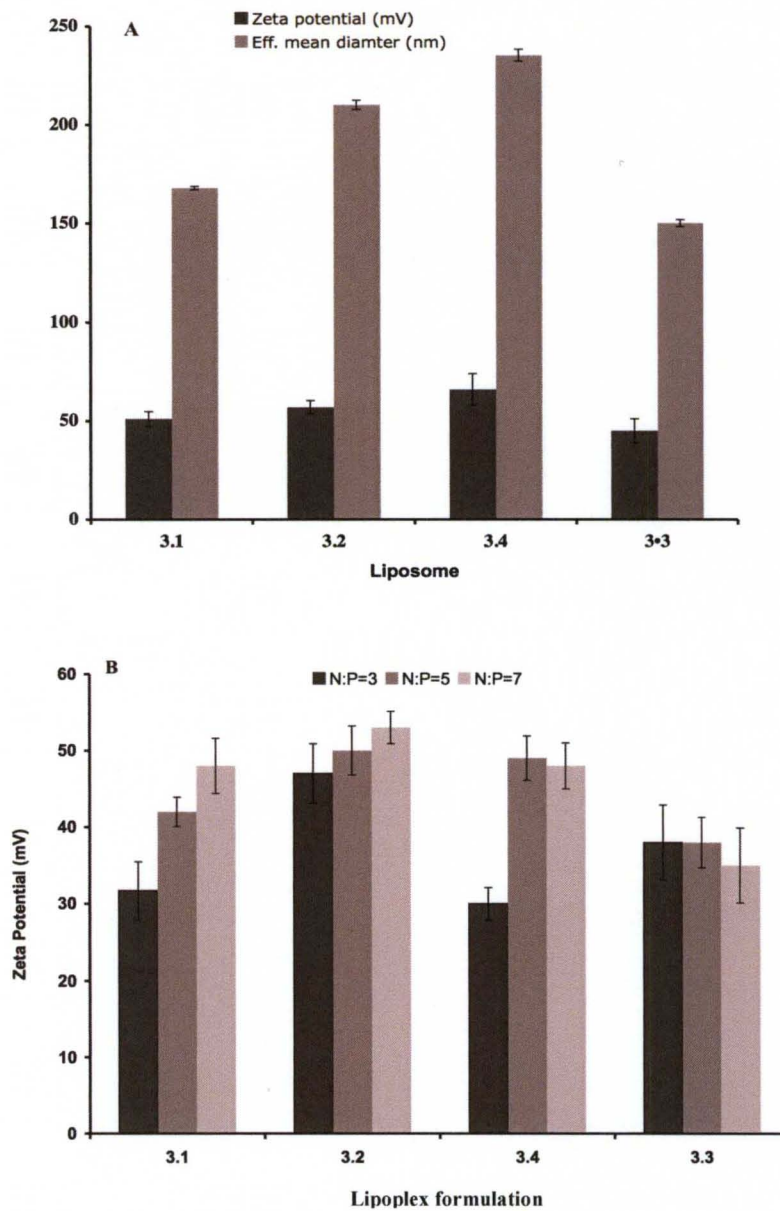 A
Zeta potential (mV)
Eff. mean diamter (nm)
250
200
150
100
50
0
3.1 3.2 3.4 3•3
Liposome
B
N:P=3 N:P=5 N:P=7
60
50
40
30
20
10
0
Zeta Potential (mV)
3.1 3.2 3.4 3.3
Lipoplex formulation